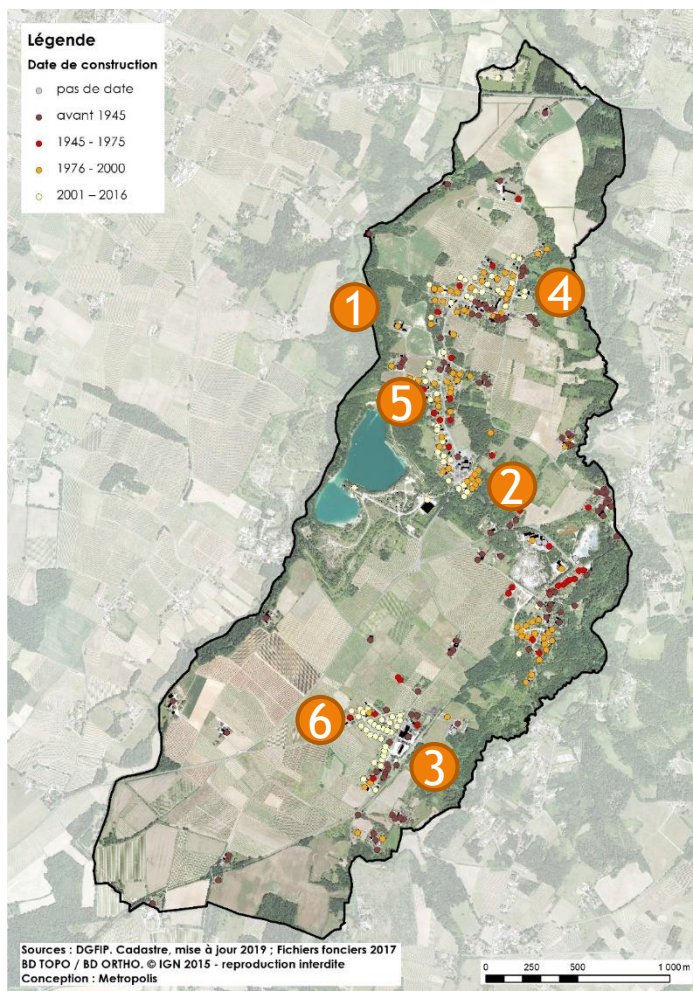 Légende
Date de construction
pas de date
avant 1945
1945 - 1975
1976 - 2000
2001 – 2016
1
4
5
2
6
3
Sources : DGFIP. Cadastre, mise à jour 2019 ; Fichiers fonciers 2017
BD TOPO / BD ORTHO. © IGN 2015 - reproduction interdite
Conception : Metropolis
0 250 500 1 000 m